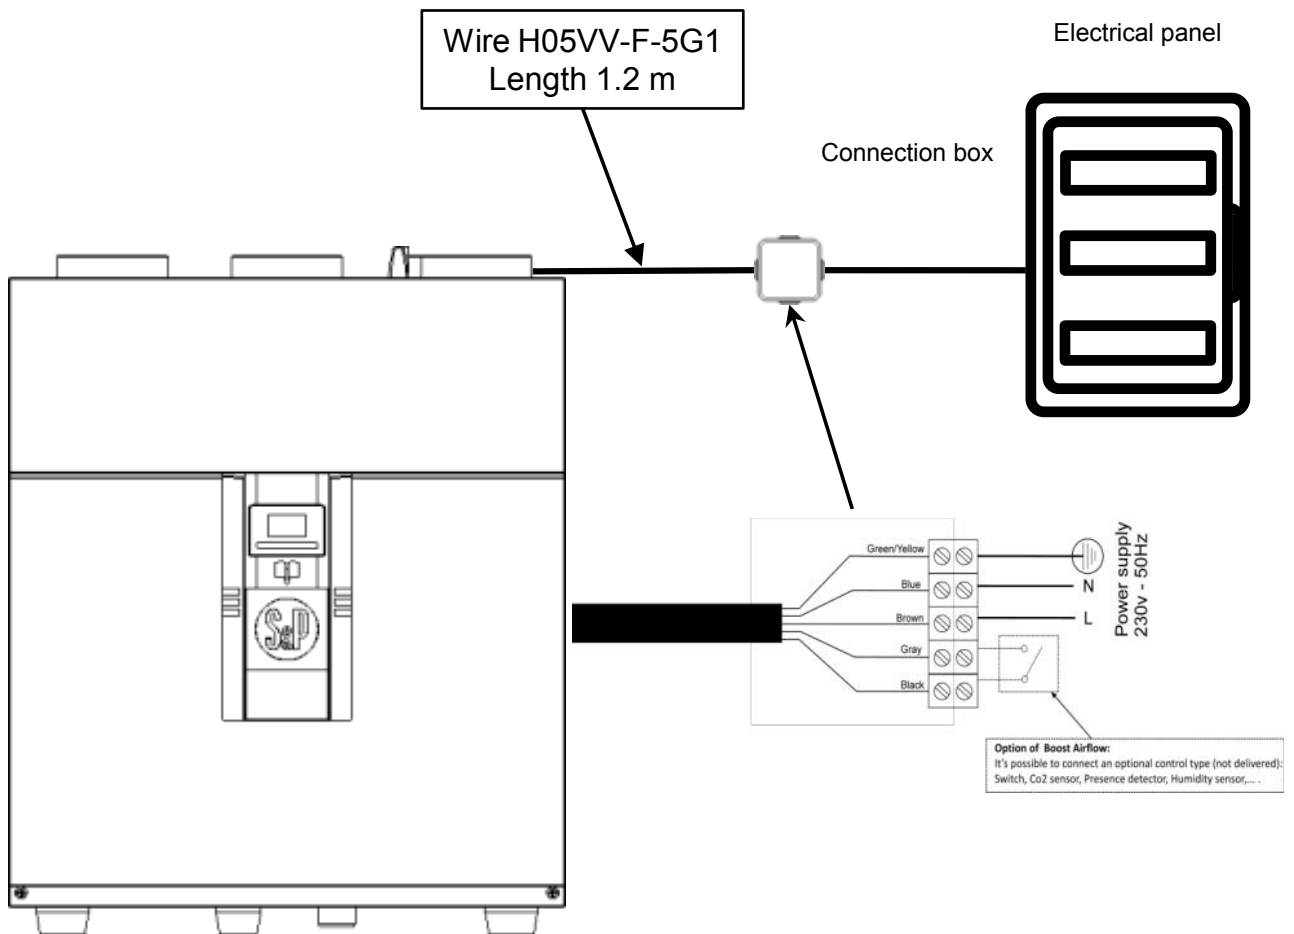 Wire H05VV-F-5G1
Length 1.2 m
Electrical panel
Connection box
S&P
Green/Yellow
Blue
Brown
Gray
Black
N
L
Power supply
230v - 50Hz
Option of Boost Airflow:
It's possible to connect an optional control type (not delivered):
Switch, Co2 sensor, Presence detector, Humidity sensor,... .